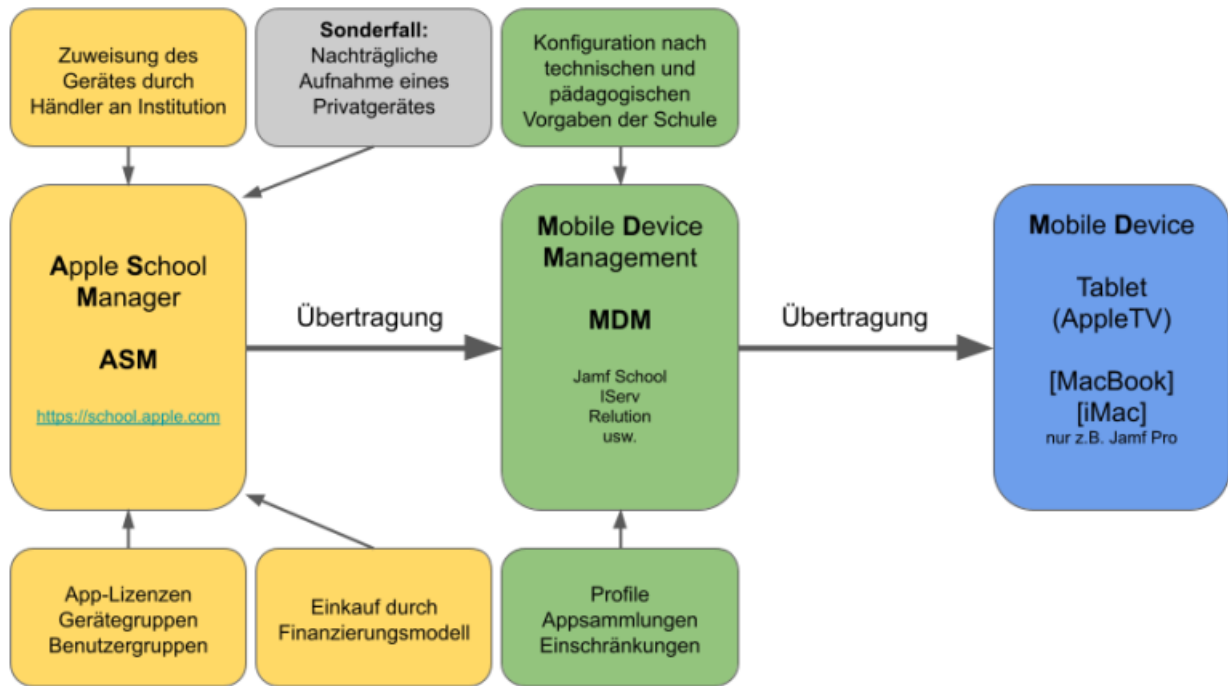 Zuweisung des
Gerätes durch
Händler an Institution
Sonderfall:
Nachträgliche
Aufnahme eines
Privatgerätes
Konfiguration nach
technischen und
pädagogischen
Vorgaben der Schule
Apple School
Manager
ASM
https://school.apple.com
Übertragung
Mobile Device
Management
MDM
Jamf School
IServ
Relution
usw.
Übertragung
Mobile Device
Tablet
(AppleTV)
[MacBook]
[iMac]
nur z.B. Jamf Pro
App-Lizenzen
Gerätegruppen
Benutzergruppen
Einkauf durch
Finanzierungsmodell
Profile
Appsammlungen
Einschränkungen